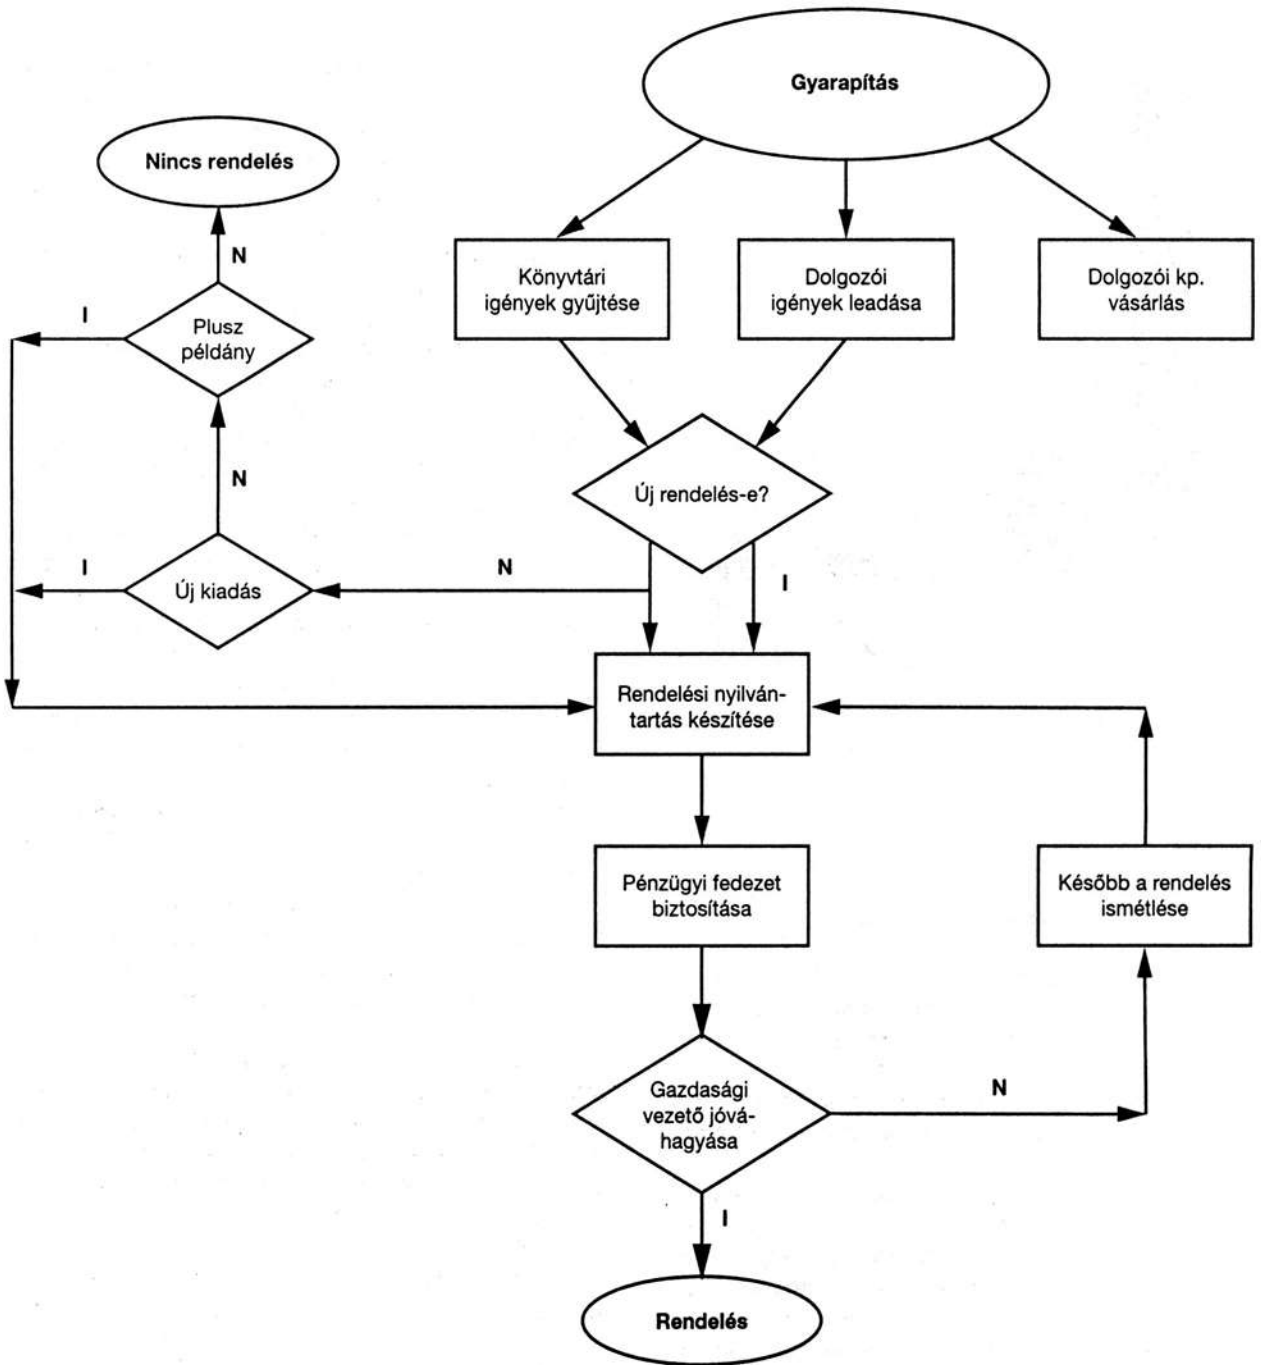 Gyarapítás
Nincs rendelés
N
Könyvtári
igények gyűjtése
Dolgozói
igények leadása
Dolgozói kp.
vásárlás
I
Plusz
példány
N
Új rendelés-e?
I
Új kiadás
N
I
Rendelési nyilván-
tartás készítése
Pénzügyi fedezet
biztosítása
Később a rendelés
ismétlése
Gazdasági
vezető jóvá-
hagyása
N
I
Rendelés